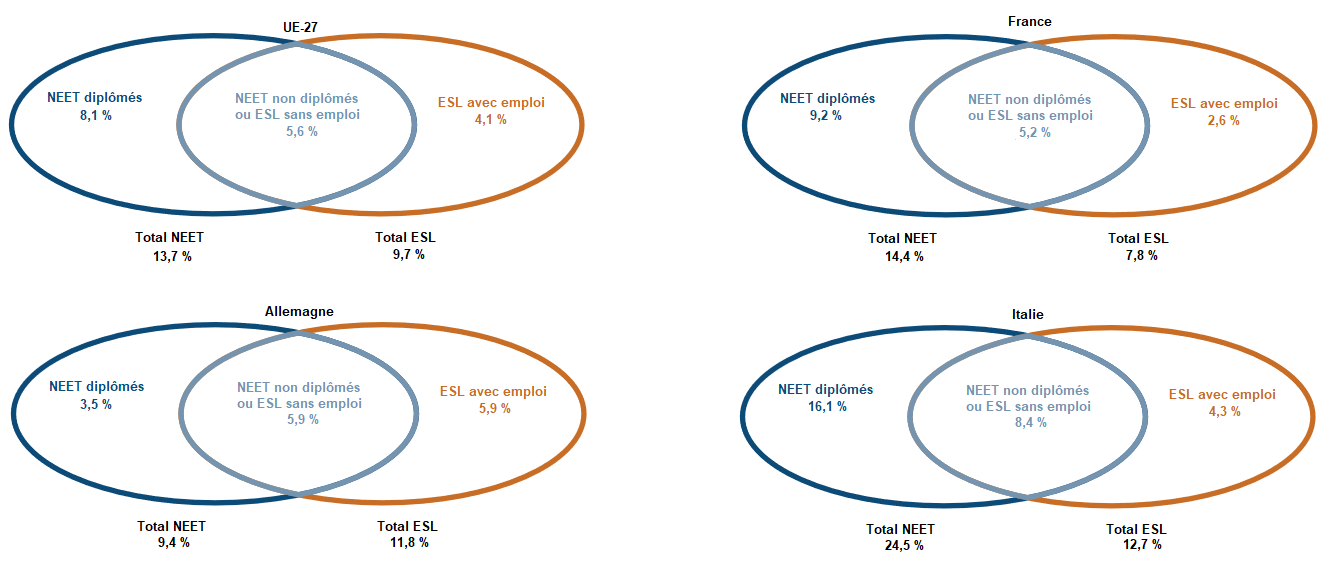 UE-27
NEET diplômés
8,1 %
NEET non diplômés
ou ESL sans emploi
5,6 %
ESL avec emploi
4,1 %
Total NEET
13,7 %
Total ESL
9,7 %
France
NEET diplômés
9,2 %
NEET non diplômés
ou ESL sans emploi
5,2 %
ESL avec emploi
2,6 %
Total NEET
14,4 %
Total ESL
7,8 %
Allemagne
NEET diplômés
3,5 %
NEET non diplômés
ou ESL sans emploi
5,9 %
ESL avec emploi
5,9 %
Total NEET
9,4 %
Total ESL
11,8 %
Italie
NEET diplômés
16,1 %
NEET non diplômés
ou ESL sans emploi
8,4 %
ESL avec emploi
4,3 %
Total NEET
24,5 %
Total ESL
12,7 %